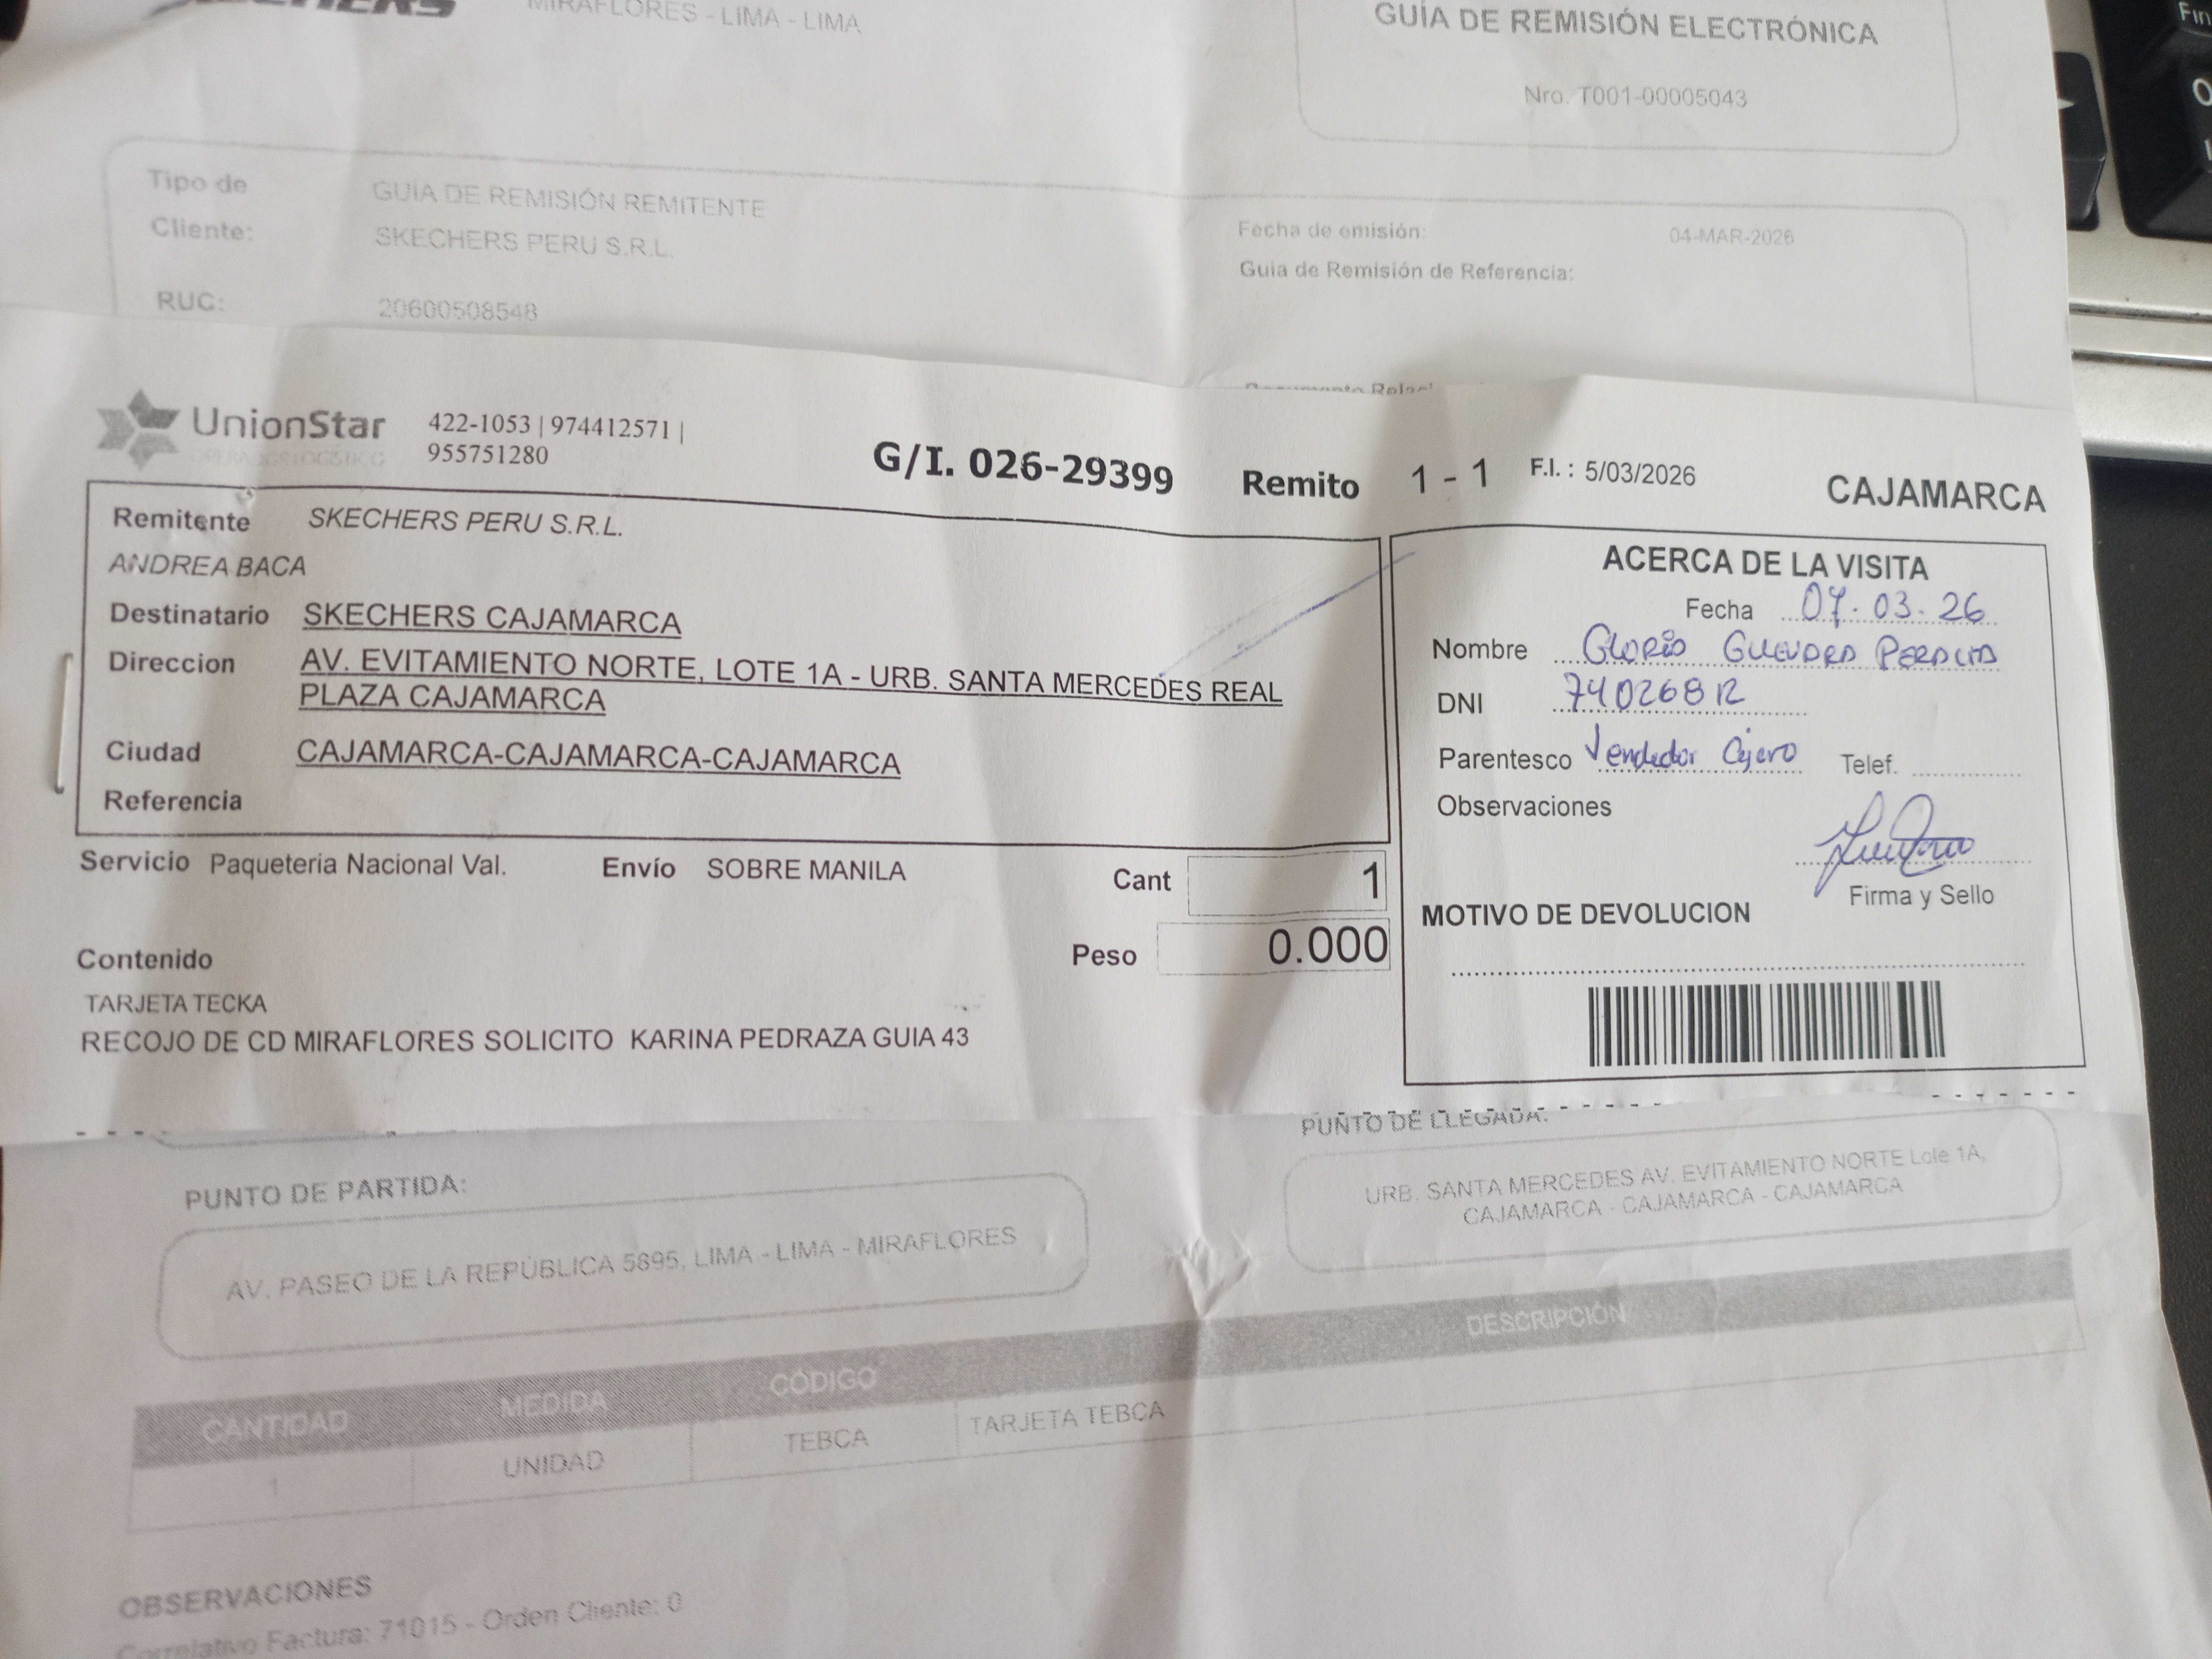 MIRAFLORES - LIMA - LIMA
GUÍA DE REMISIÓN ELECTRÓNICA
Nro. T001-00005043
Tipo de
Cliente:
GUÍA DE REMISIÓN REMITENTE
SKECHERS PERU S.R.L.
RUC: 20600508548
Fecha de emisión: 04-MAR-2026
Guia de Remisión de Referencia:
UnionStar
OPERADOR LOGISTICO
422-1053 | 974412571 |
955751280
G/I. 026-29399 Remito 1 - 1 F.I. : 5/03/2026 CAJAMARCA
Remitente SKECHERS PERU S.R.L.
ANDREA BACA
Destinatario SKECHERS CAJAMARCA
Direccion AV. EVITAMIENTO NORTE, LOTE 1A - URB. SANTA MERCEDES REAL
PLAZA CAJAMARCA
Ciudad CAJAMARCA-CAJAMARCA-CAJAMARCA
Referencia
Servicio Paqueteria Nacional Val. Envío SOBRE MANILA Cant 1
Peso 0.000
Contenido
TARJETA TECKA
RECOJO DE CD MIRAFLORES SOLICITO KARINA PEDRAZA GUIA 43
ACERCA DE LA VISITA
Fecha 07.03.26
Nombre Gloria Guevara Peralta
DNI 74026812
Parentesco Vendedor Cajero Telef.
Observaciones
Firma y Sello
MOTIVO DE DEVOLUCION
PUNTO DE PARTIDA:
AV. PASEO DE LA REPÚBLICA 5895, LIMA - LIMA - MIRAFLORES
PUNTO DE LLEGADA:
URB. SANTA MERCEDES AV. EVITAMIENTO NORTE Lote 1A,
CAJAMARCA - CAJAMARCA - CAJAMARCA
CANTIDAD MEDIDA CÓDIGO DESCRIPCIÓN
1 UNIDAD TEBCA TARJETA TEBCA
OBSERVACIONES
Correlativo Factura: 71015 - Orden Cliente: 0